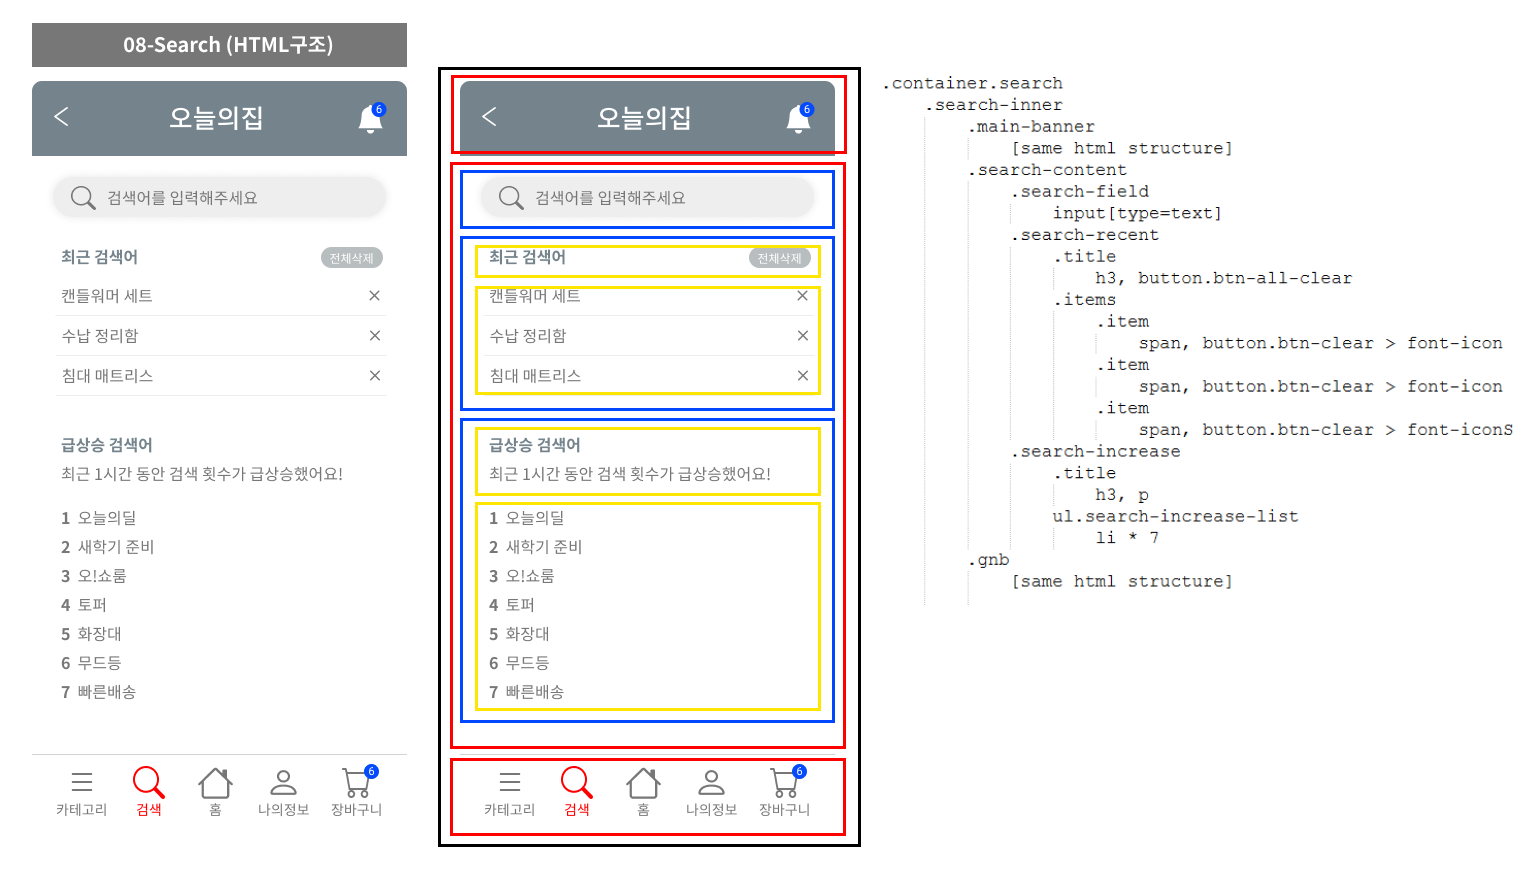 08-Search (HTML구조)
오늘의집
6
검색어를 입력해주세요
최근 검색어
전체삭제
캔들워머 세트
수납 정리함
침대 매트리스
급상승 검색어
최근 1시간 동안 검색 횟수가 급상승했어요!
1 오늘의딜
2 새학기 준비
3 오!쇼룸
4 토퍼
5 화장대
6 무드등
7 빠른배송
6
카테고리 검색 홈 나의정보 장바구니
오늘의집
6
검색어를 입력해주세요
최근 검색어
전체삭제
캔들워머 세트
수납 정리함
침대 매트리스
급상승 검색어
최근 1시간 동안 검색 횟수가 급상승했어요!
1 오늘의딜
2 새학기 준비
3 오!쇼룸
4 토퍼
5 화장대
6 무드등
7 빠른배송
6
카테고리 검색 홈 나의정보 장바구니
.container.search
.search-inner
.main-banner
[same html structure]
.search-content
.search-field
input[type=text]
.search-recent
.title
h3, button.btn-all-clear
.items
.item
span, button.btn-clear > font-icon
.item
span, button.btn-clear > font-icon
.item
span, button.btn-clear > font-iconS
.search-increase
.title
h3, p
ul.search-increase-list
li * 7
.gnb
[same html structure]